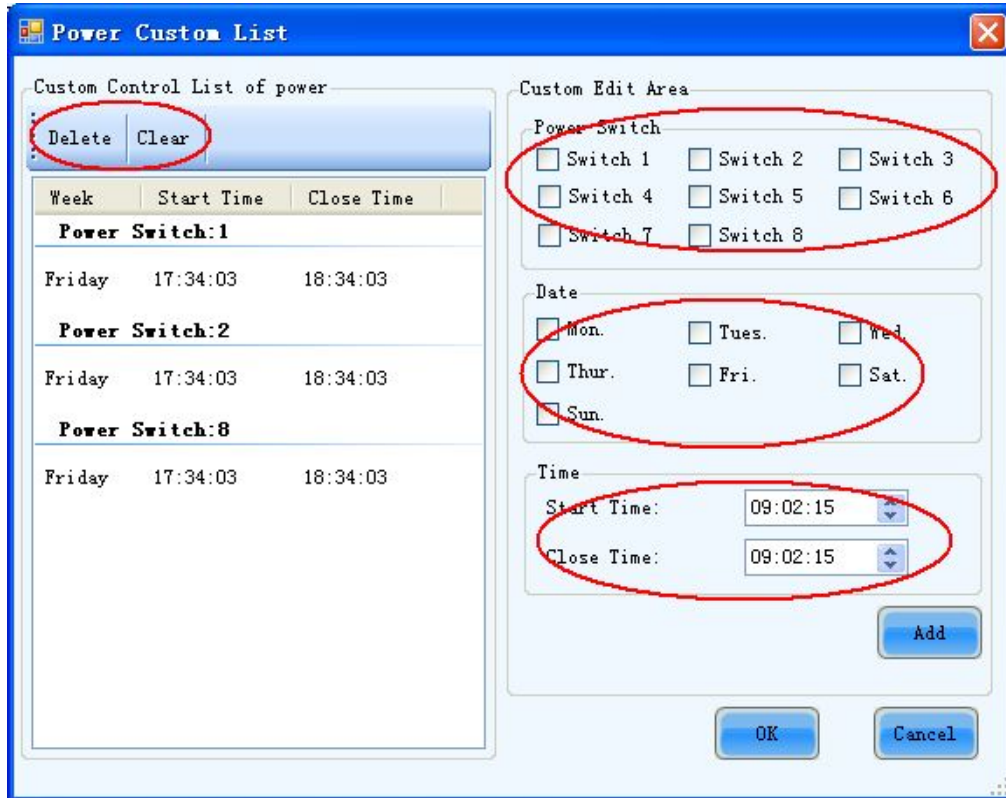 Power Custom List
Custom Control List of power
Delete Clear
Week Start Time Close Time
Power Switch:1
Friday 17:34:03 18:34:03
Power Switch:2
Friday 17:34:03 18:34:03
Power Switch:8
Friday 17:34:03 18:34:03
Custom Edit Area
Power Switch
Switch 1 Switch 2 Switch 3
Switch 4 Switch 5 Switch 6
Switch 7 Switch 8
Date
Mon. Tues. Wed.
Thur. Fri. Sat.
Sun.
Time
Start Time: 09:02:15
Close Time: 09:02:15
Add
OK Cancel